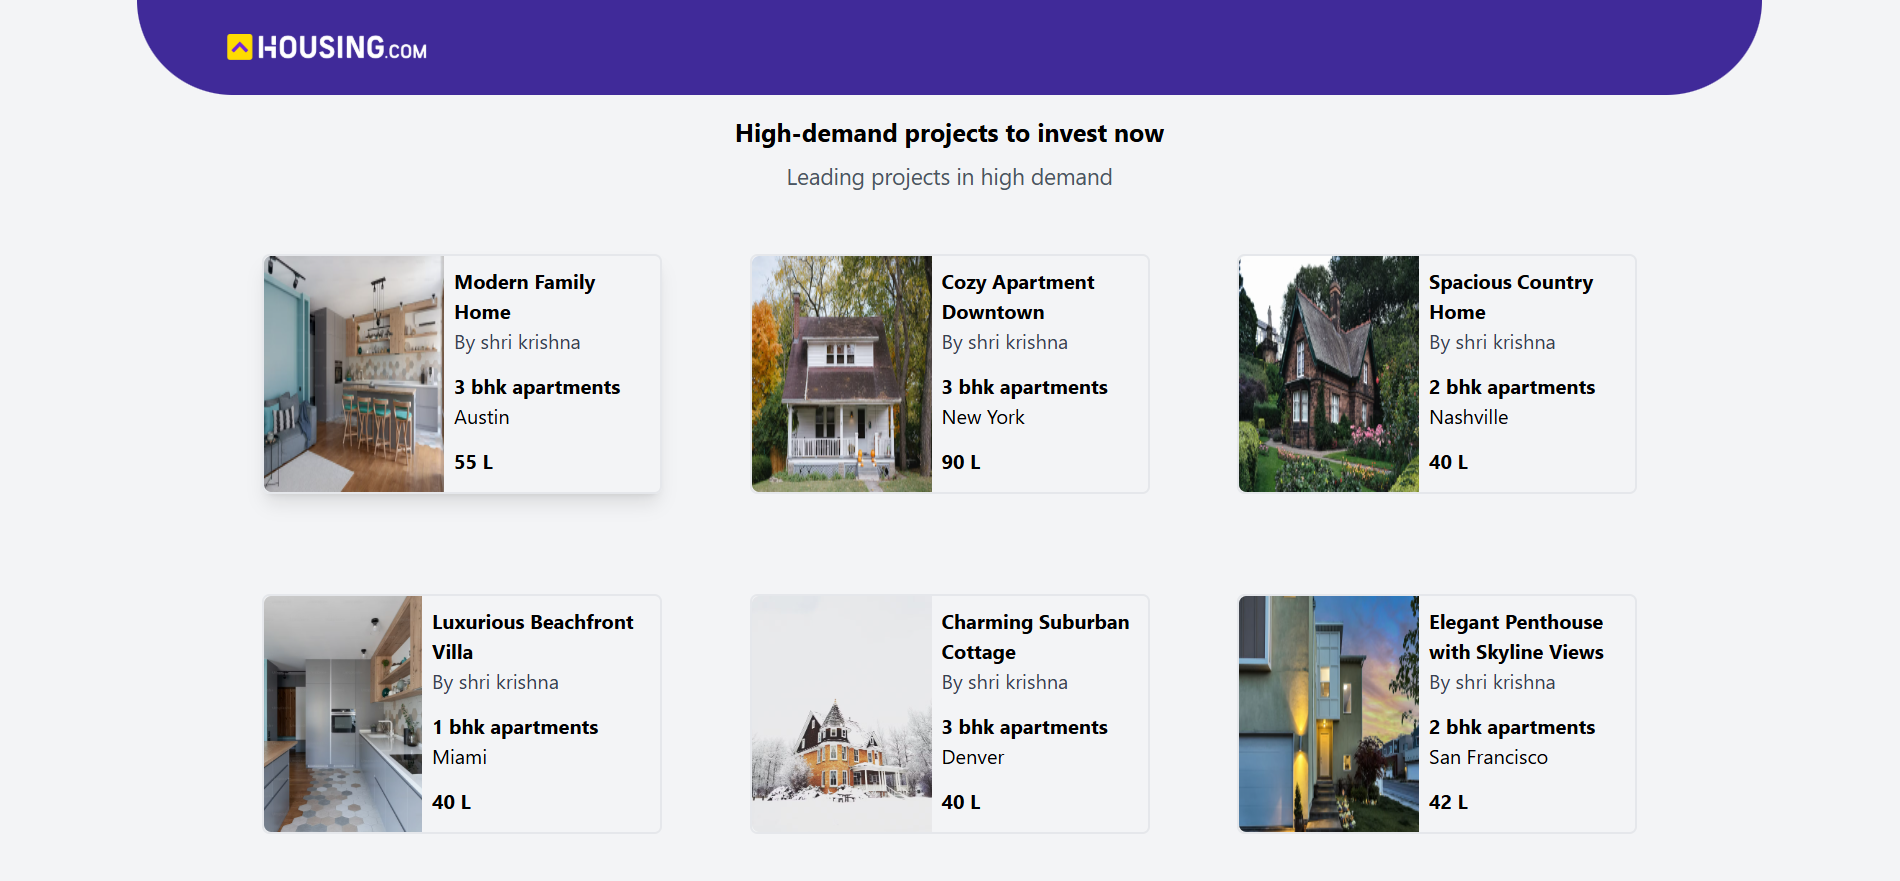 HOUSING.COM
High-demand projects to invest now
Leading projects in high demand
Modern Family
Home
By shri krishna
3 bhk apartments
Austin
55 L
Cozy Apartment
Downtown
By shri krishna
3 bhk apartments
New York
90 L
Spacious Country
Home
By shri krishna
2 bhk apartments
Nashville
40 L
Luxurious Beachfront
Villa
By shri krishna
1 bhk apartments
Miami
40 L
Charming Suburban
Cottage
By shri krishna
3 bhk apartments
Denver
40 L
Elegant Penthouse
with Skyline Views
By shri krishna
2 bhk apartments
San Francisco
42 L